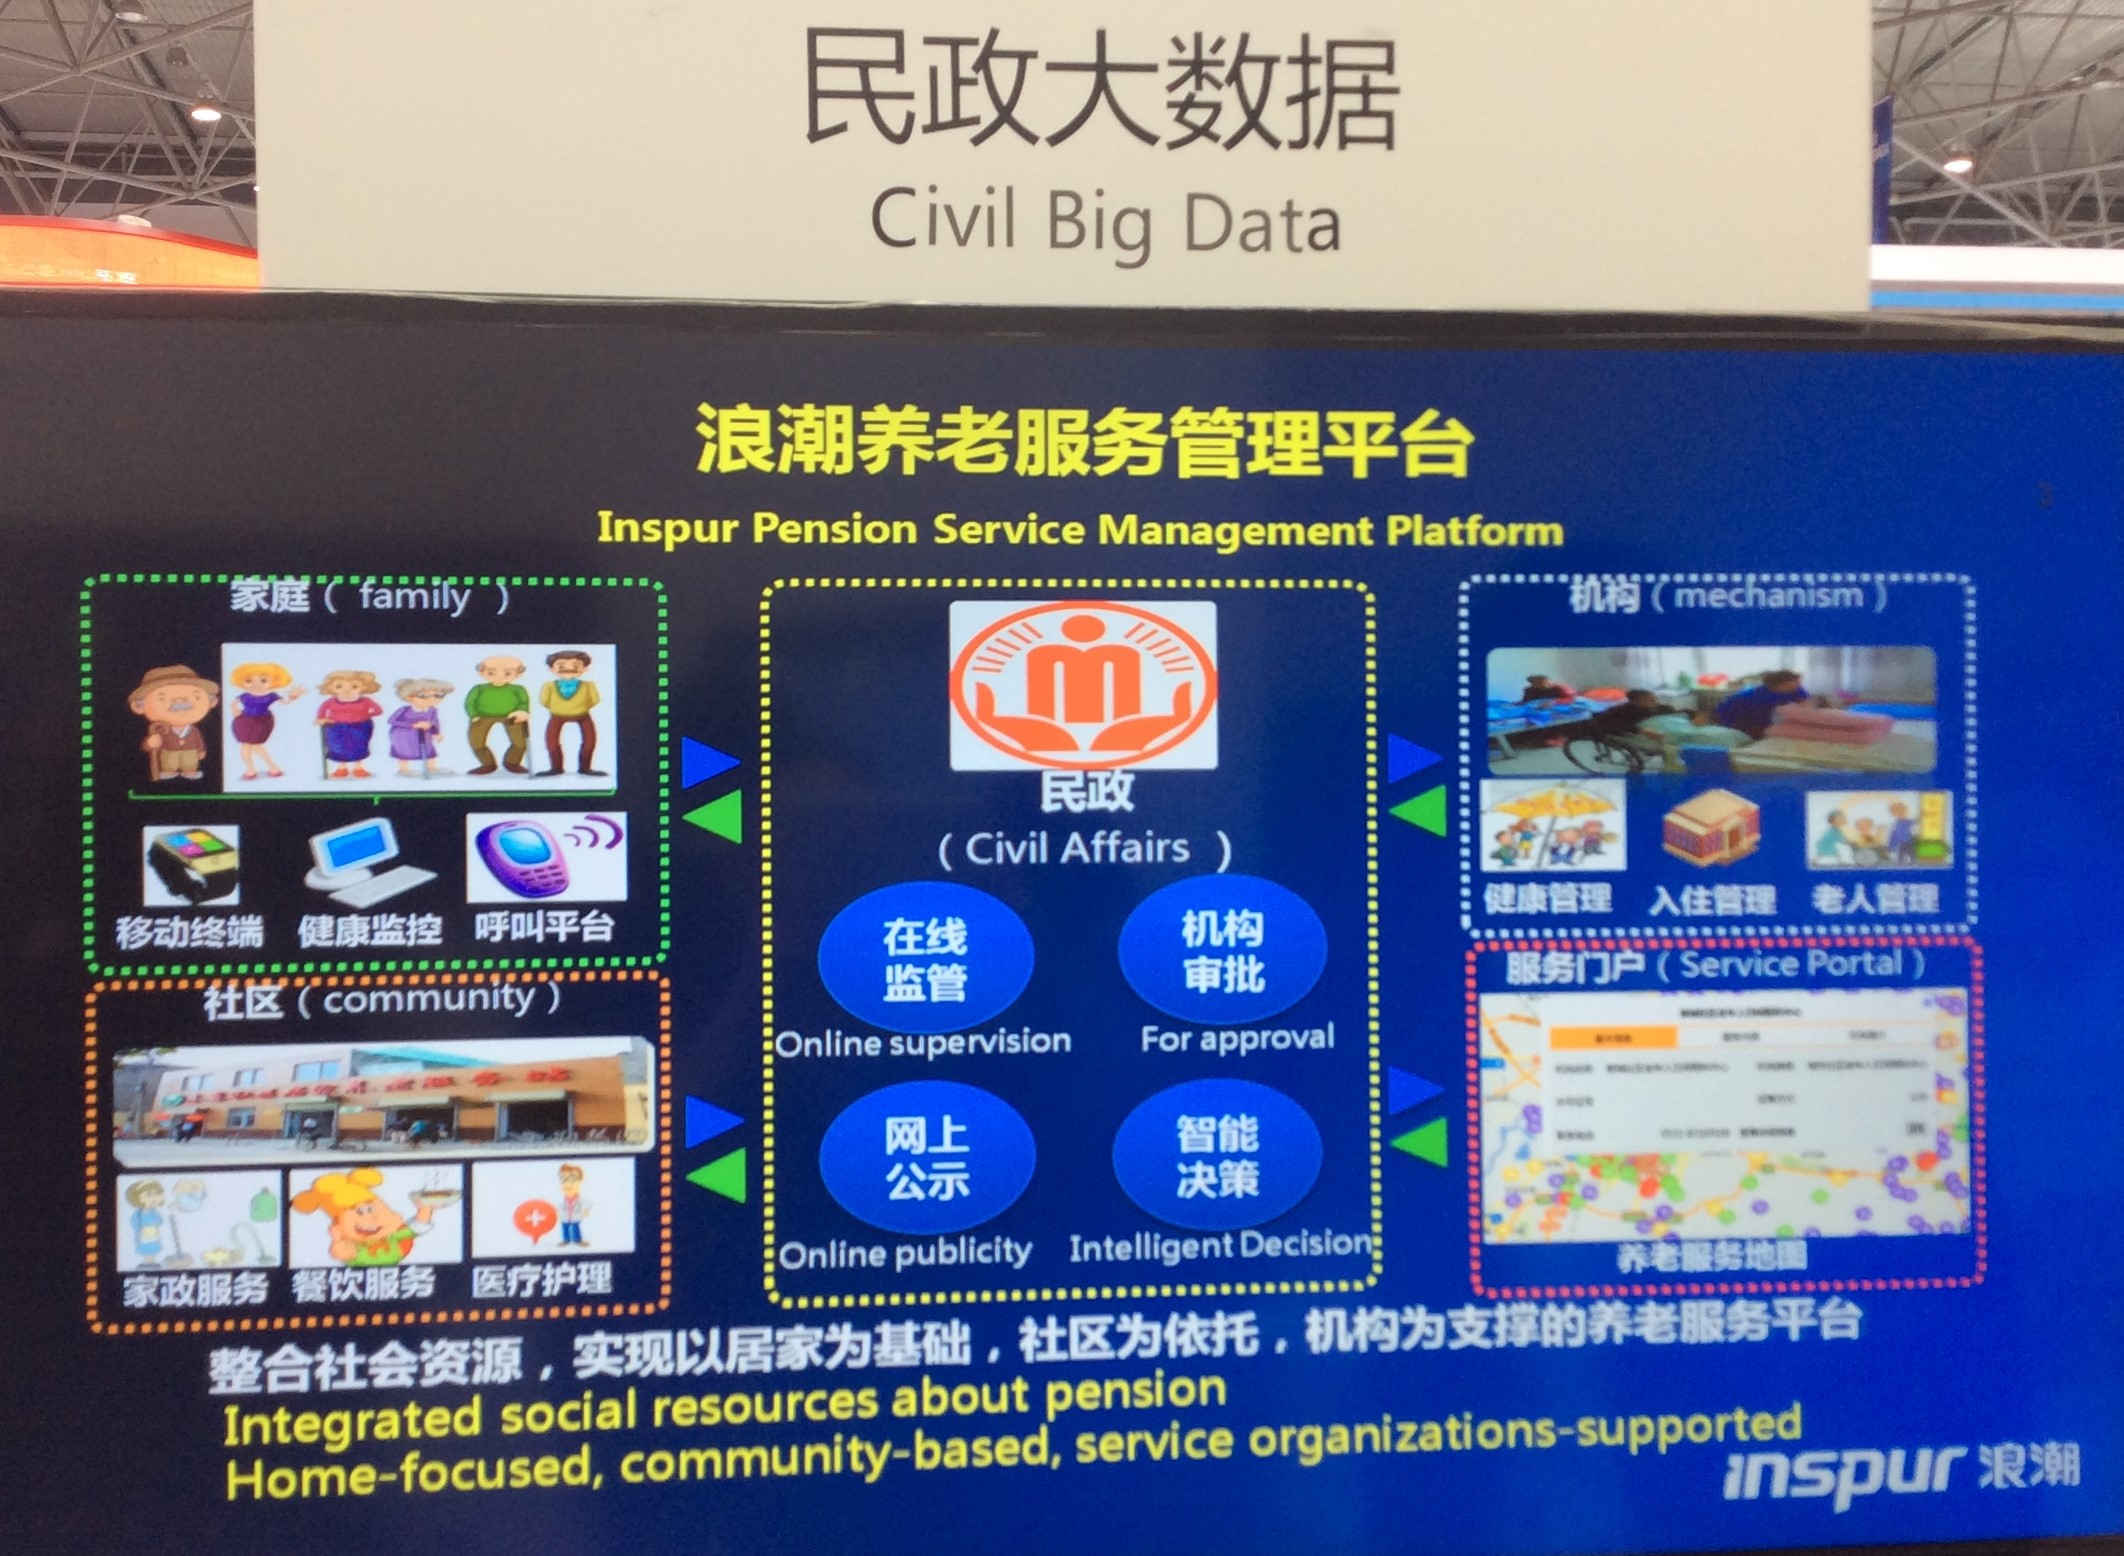 民政大数据
Civil Big Data
浪潮养老服务管理平台
Inspur Pension Service Management Platform
家庭（ family ）
移动终端
健康监控
呼叫平台
社区（community）
家政服务
餐饮服务
医疗护理
民政
（Civil Affairs ）
在线
监管
Online supervision
机构
审批
For approval
网上
公示
Online publicity
智能
决策
Intelligent Decision
机构（mechanism）
健康管理
入住管理
老人管理
服务门户（Service Portal）
养老服务地图
整合社会资源，实现以居家为基础，社区为依托，机构为支撑的养老服务平台
Integrated social resources about pension
Home-focused, community-based, service organizations-supported
inspur 浪潮